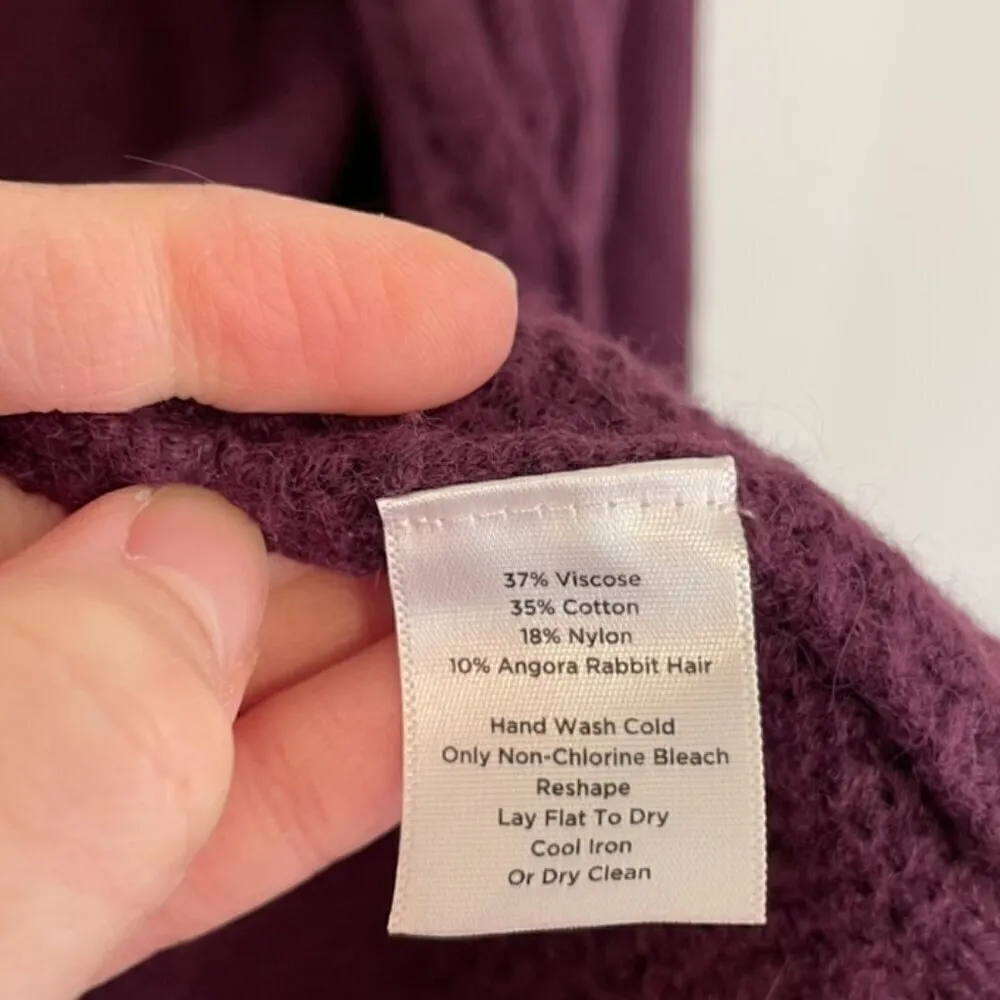 37% Viscose
35% Cotton
18% Nylon
10% Angora Rabbit Hair
Hand Wash Cold
Only Non-Chlorine Bleach
Reshape
Lay Flat To Dry
Cool Iron
Or Dry Clean